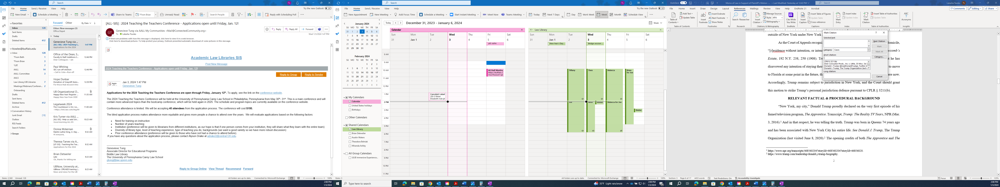 Search
TL
File Home Send / Receive View Help
Try the new Outlook Off
New Email Schedule a Meeting Share to Teams *From Brian Unread/ Read Search People Reply with Scheduling Poll
Favorites
Inbox 128
Sent Items
Drafts
Deleted Items 412
ltowles@buffalo.edu
Inbox 128
*From Beth 1
*From Brian 3
*LRT 7
AALL 14
AALL Committee 3
AALS
Law Library/UB Libraries 7
Meetings/Webinars/Conferen... 2
Onboarding
Drafts
Sent Items
Deleted Items 412
Archive
Conversation History
Junk Email [13]
Outbox
RSS Feeds
Search Folders
Groups
Focused Other By Date
Other: New messages (3)
Office Depot
Today
Genevieve Tung via ...
[ALL-SIS] : 2024 Teaching t... 1:47 PM
Applications for the 2024
Office of the Dean, S...
Faculty & Staff Additions t... 12:46 PM
Dear Colleagues: I am
Paul Whiting
SEC run-off election 12:46 PM
--Call to Vote—Run-off
Hope Dunbar
Donation of Graycliff items... 12:39 PM
For those that missed it this
UB Organizational D...
Happy New Year! Register ... 11:35 AM
Happy New Year from ODE!
Legalweek 2024
The Countdown Is On | Le... 11:00 AM
<https://link.law.com/img/64
Kris Turner via AALL ...
[ALL-SIS] : Help us add Sch... 10:23 AM
Good morning ALL-SIS
Donna Mckernan
Martin Luther King, Jr. Day ... 9:32 AM
Hi everyone,
Theresa Tarves via A...
[LIT-SIS] : Teaching the Tea... 9:32 AM
Applications for the 2024
Brian Detweiler
Late 9:23 AM
Ok, thanks for letting me
UBNow, University at...
UBNow: CPR/AED training |... 8:23 AM
News and views for the UB
[ALL-SIS] : 2024 Teaching the Teachers Conference - Applications open until Friday, Jan. 12!
GT
Genevieve Tung via AALL My Communities <Mail@ConnectedCommunity.org>
To Latasha Towles
Reply Reply All Forward
Wed 1/3/2024 1:47 PM
If there are problems with how this message is displayed, click here to view it in a web browser.
Click here to download pictures. To help protect your privacy, Outlook prevented automatic download of some pictures in this message.
Academic Law Libraries SIS
Post New Message
2024 Teaching the Teachers Conference - Applications open until Friday, Jan. 12!
Reply to Group Reply to Sender
Right-
Jan 3, 2024 1:47 PM
Genevieve Tung
Applications for the 2024 Teaching the Teachers Conference are open through Friday, January 12th. To apply, see the link on the conference website.
The 2024 Teaching the Teachers Conference will be held at the University of Pennsylvania Carey Law School in Philadelphia, Pennsylvania from May 30th- 31st. This is a main conference and will
contain more advanced topics than the bootcamp conference, which will be held again in 2025. The schedule and program topics are currently available on the conference website.
Conference attendance is limited. We will be accepting 40 attendees from the application process. The conference will cost $150.
The blind application process makes attendance more equitable and gives more people a chance to attend over the years. We will evaluate applications based on the following factors:
• Need for training on instruction
• Number of years teaching
• Institution (preference will be given to librarians from different institutions, as our hope is that if one person comes from your institution, they will share what they learn with the entire team)
• Diversity of library type, level of teaching experience, type of teaching you do, backgrounds (we want a good variety so we have more robust discussion)
• Prior conference attendance (preference will be given to those who have not had a chance to attend before).
If you have any questions about the application process, please contact Alyson Drake at adrake2@central.UH.edu.
Genevieve Tung
Associate Director for Educational Programs
Biddle Law Library
The University of Pennsylvania Carey Law School
gtung@law.upenn.edu
Reply to Group Online View Thread Recommend Forward
Items: 2,560 Unread: 128 All folders are up to date. Connected to: Microsoft Exchange 100%
2:08 PM
1/3/2024
Search
TL
File Home Send / Receive View Help
Try the new Outlook Off
New Appointment New Meeting Add Focus Time Schedule a Meeting Start Instant Meeting Meet Now Teams Meeting Today Next 7 Days Day Work Week Week Month Schedule View
January 2024
SU MO TU WE TH FR SA
31 1 2 3 4 5 6
7 8 9 10 11 12 13
14 15 16 17 18 19 20
21 22 23 24 25 26 27
28 29 30 31
February 2024
SU MO TU WE TH FR SA
1 2 3
4 5 6 7 8 9 10
11 12 13 14 15 16 17
18 19 20 21 22 23 24
25 26 27 28 29 1 2
3 4 5 6 7 8 9
My Calendars
Calendar
United States holidays
Birthdays
Other Calendars
Shared Calendars
Law Library
Brian Detweiler
Austin Waters
Theodora Belniak
Miranda Ashby
All Group Calendars
ULIB Immersive Experience...
Today December 31, 2023 - January 6, 2024 Week
Calendar
Sun Mon Tue Wed Thu Fri Sat
31 Jan 1 2 3 4 5 6
LRT-WFH
8 AM
9 AM
10 AM
11 AM
12 PM
1 PM
2 PM
3 PM
4 PM
5 PM
6 PM
7 PM
8 PM
9 PM
10 PM
11 PM
All Staff Meeting
https://buffalo.z
Vice Provost f
Canceled: Latasl
205 O'Brian
Elizabeth Ade
Law Library
Sun Mon Tue Wed Thu Fri Sat
31 Jan 1 2 3 4 5 6
New Year's Day...
Bridge session ...
Tiffany
Theo
Rebecca
Brian
for Joe
Joe
Rebecca for Joe
Shelve
Items: 3 All folders are up to date. Connected to: Microsoft Exchange 100%
Type here to search
35°F Light rain/snow
2:08 PM
1/3/2024
AutoSave On
Memo of Law in Support of Plaintiff's Motion -... • Last Modified: Yesterday at 12:42 PM
Search
Latasha Towles TL
File Home Insert Draw Design Layout References Mailings Review View Help EndNote 21 Acrobat
Comments Editing Share
Table of Contents
Add Text
Update Table
Table of Contents
Insert Footnote
Insert Endnote
Next Footnote
Show Notes
Footnotes
Search Researcher
Research
Insert Citation
Manage Sources
Style: APA
Bibliography
Citations & Bibliography
Cite While You Write
EndNote
Insert Caption
Insert Table of Figures
Update Table
Cross-reference
Captions
Mark Entry
Insert Index
Update Index
Index
Mark Citation
Insert Table of Authorities
Update Table
Table of Authorities
Acronyms
Insights
Mark Citation
Selected text:
Next Citation
Mark
Category: Cases
Mark All
Short citation:
Category...
CPLR § 3211(b)
Deer Consumer Prods., Inc. v. Little, 35 Misc. 3d
Donald J. Trump (@realDonaldTrump), Twitter (
Donald J. Trump, The Trump Organization (last v
Long citation:
Cancel
outside of New York under New York
As the Court of Appeals recogni
domicile,
“[r]esidence without intention, or inten
wcomb’s
Estate, 192 N.Y. 238, 250 (1908). Tru
at he has
disavowed any intention of staying there
to move
to Florida at some point in the future, th
ere now.
Accordingly, Trump remains subject to jurisdiction in New York, and the Court should grant
this motion to strike Trump’s personal jurisdiction defense pursuant to CPLR § 3211(b).
RELEVANT FACTUAL & PROCEDURAL BACKGROUND
“New York, my city,” Donald Trump proudly declared on the very first episode of his
famed television program, The Apprentice. Transcript, Trump: The Reality TV Years, NPR (Mar.
3, 2016).1 And in that respect, he was telling the truth. Trump was born in Queens 74 years ago
and has been associated with New York City his entire life. See Donald J. Trump, The Trump
Organization (last visited June 8, 2020).2 The opening credits of both The Apprentice and The
1 https://www.npr.org/transcripts/468560204?storyId=468560204?storyId=46856020.
2 https://www.trump.com/leadership/donald-j-trump-biography.
2
Section: 3 Page 6 of 17 4453 words Text Predictions: On Accessibility: Investigate Focus 125%
2:08 PM
1/3/2024